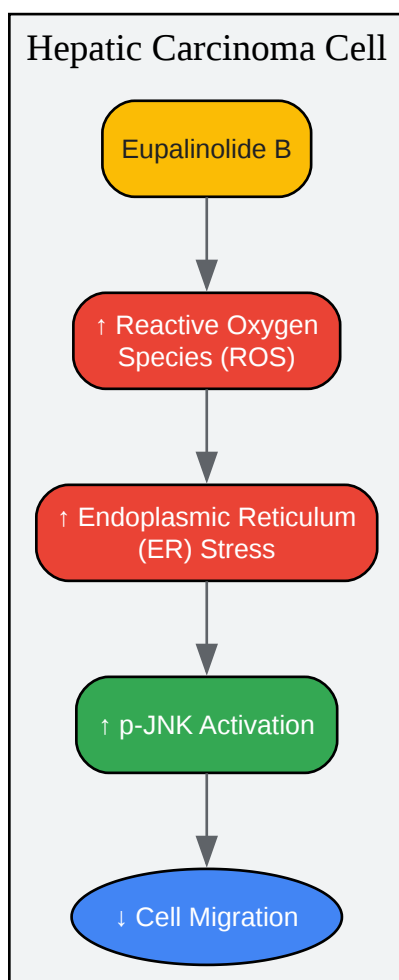 Hepatic Carcinoma Cell
Eupalinolide B
↑ Reactive Oxygen
Species (ROS)
↑ Endoplasmic Reticulum
(ER) Stress
↑ p-JNK Activation
↓ Cell Migration